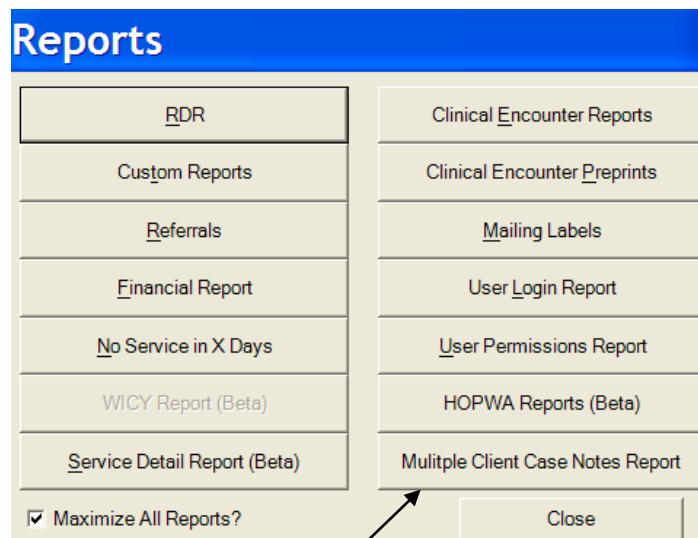 Reports
RDR
Clinical Encounter Reports
Custom Reports
Clinical Encounter Preprints
Referrals
Mailing Labels
Financial Report
User Login Report
No Service in X Days
User Permissions Report
WICY Report (Beta)
HOPWA Reports (Beta)
Service Detail Report (Beta)
Mulitple Client Case Notes Report
Maximize All Reports?
Close